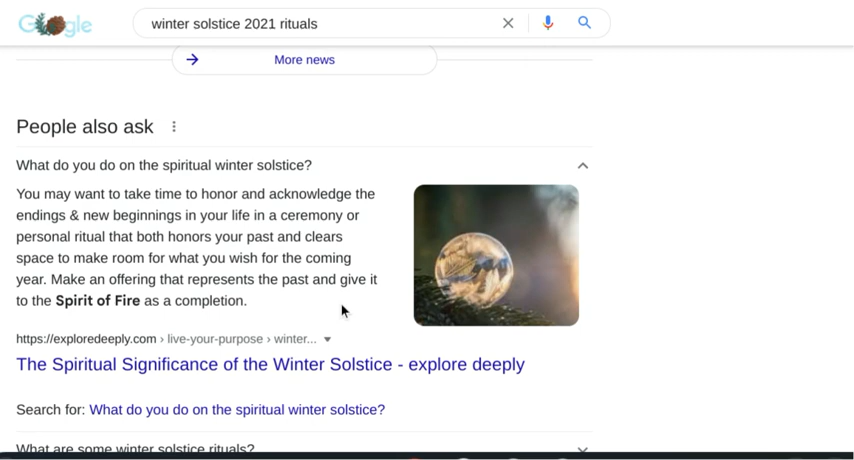 Google
winter solstice 2021 rituals
More news
People also ask
What do you do on the spiritual winter solstice?
You may want to take time to honor and acknowledge the
endings & new beginnings in your life in a ceremony or
personal ritual that both honors your past and clears
space to make room for what you wish for the coming
year. Make an offering that represents the past and give it
to the Spirit of Fire as a completion.
https://exploredeeply.com › live-your-purpose › winter...
The Spiritual Significance of the Winter Solstice - explore deeply
Search for: What do you do on the spiritual winter solstice?
What are some winter solstice rituals?